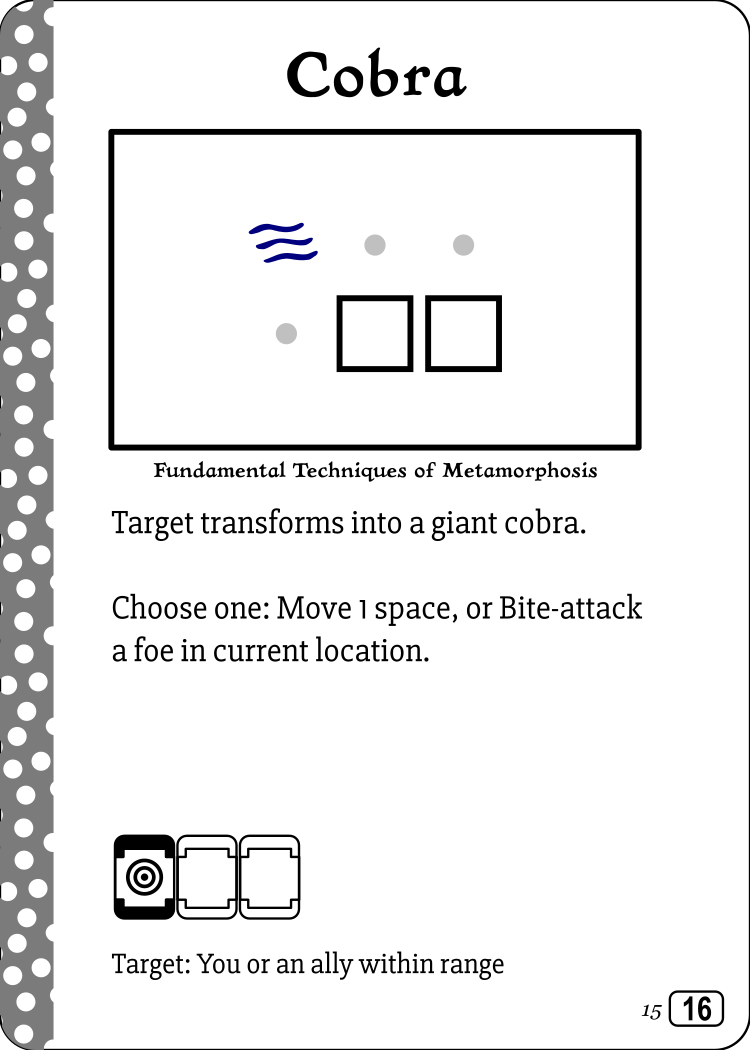 Cobra
Fundamental Techniques of Metamorphosis
Target transforms into a giant cobra.
Choose one: Move 1 space, or Bite-attack
a foe in current location.
Target: You or an ally within range
15 16